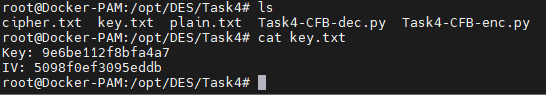 root@Docker-PAM:/opt/DES/Task4# ls
cipher.txt  key.txt  plain.txt  Task4-CFB-dec.py  Task4-CFB-enc.py
root@Docker-PAM:/opt/DES/Task4# cat key.txt
Key: 9e6be112f8bfa4a7
IV: 5098f0ef3095eddb
root@Docker-PAM:/opt/DES/Task4#